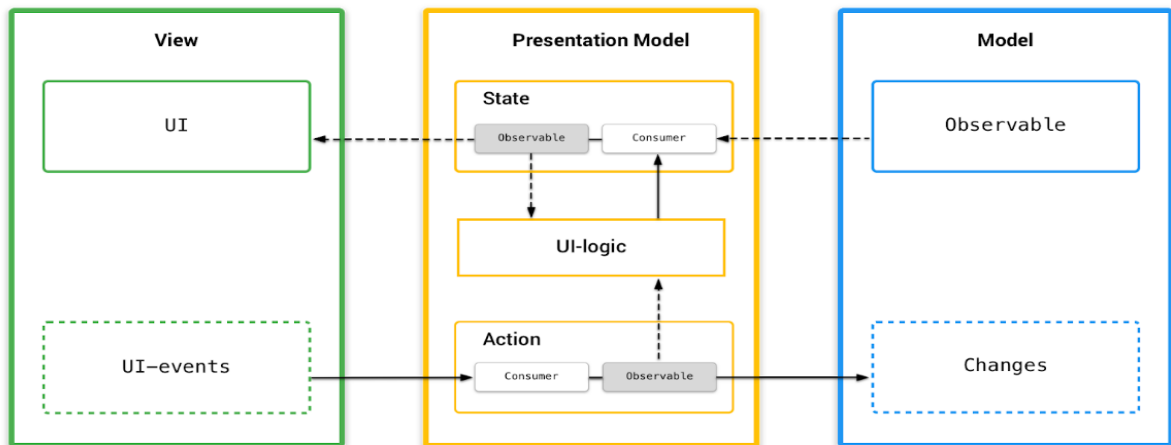 View
UI
UI-events
Presentation Model
State
Observable
Consumer
UI-logic
Action
Consumer
Observable
Model
Observable
Changes